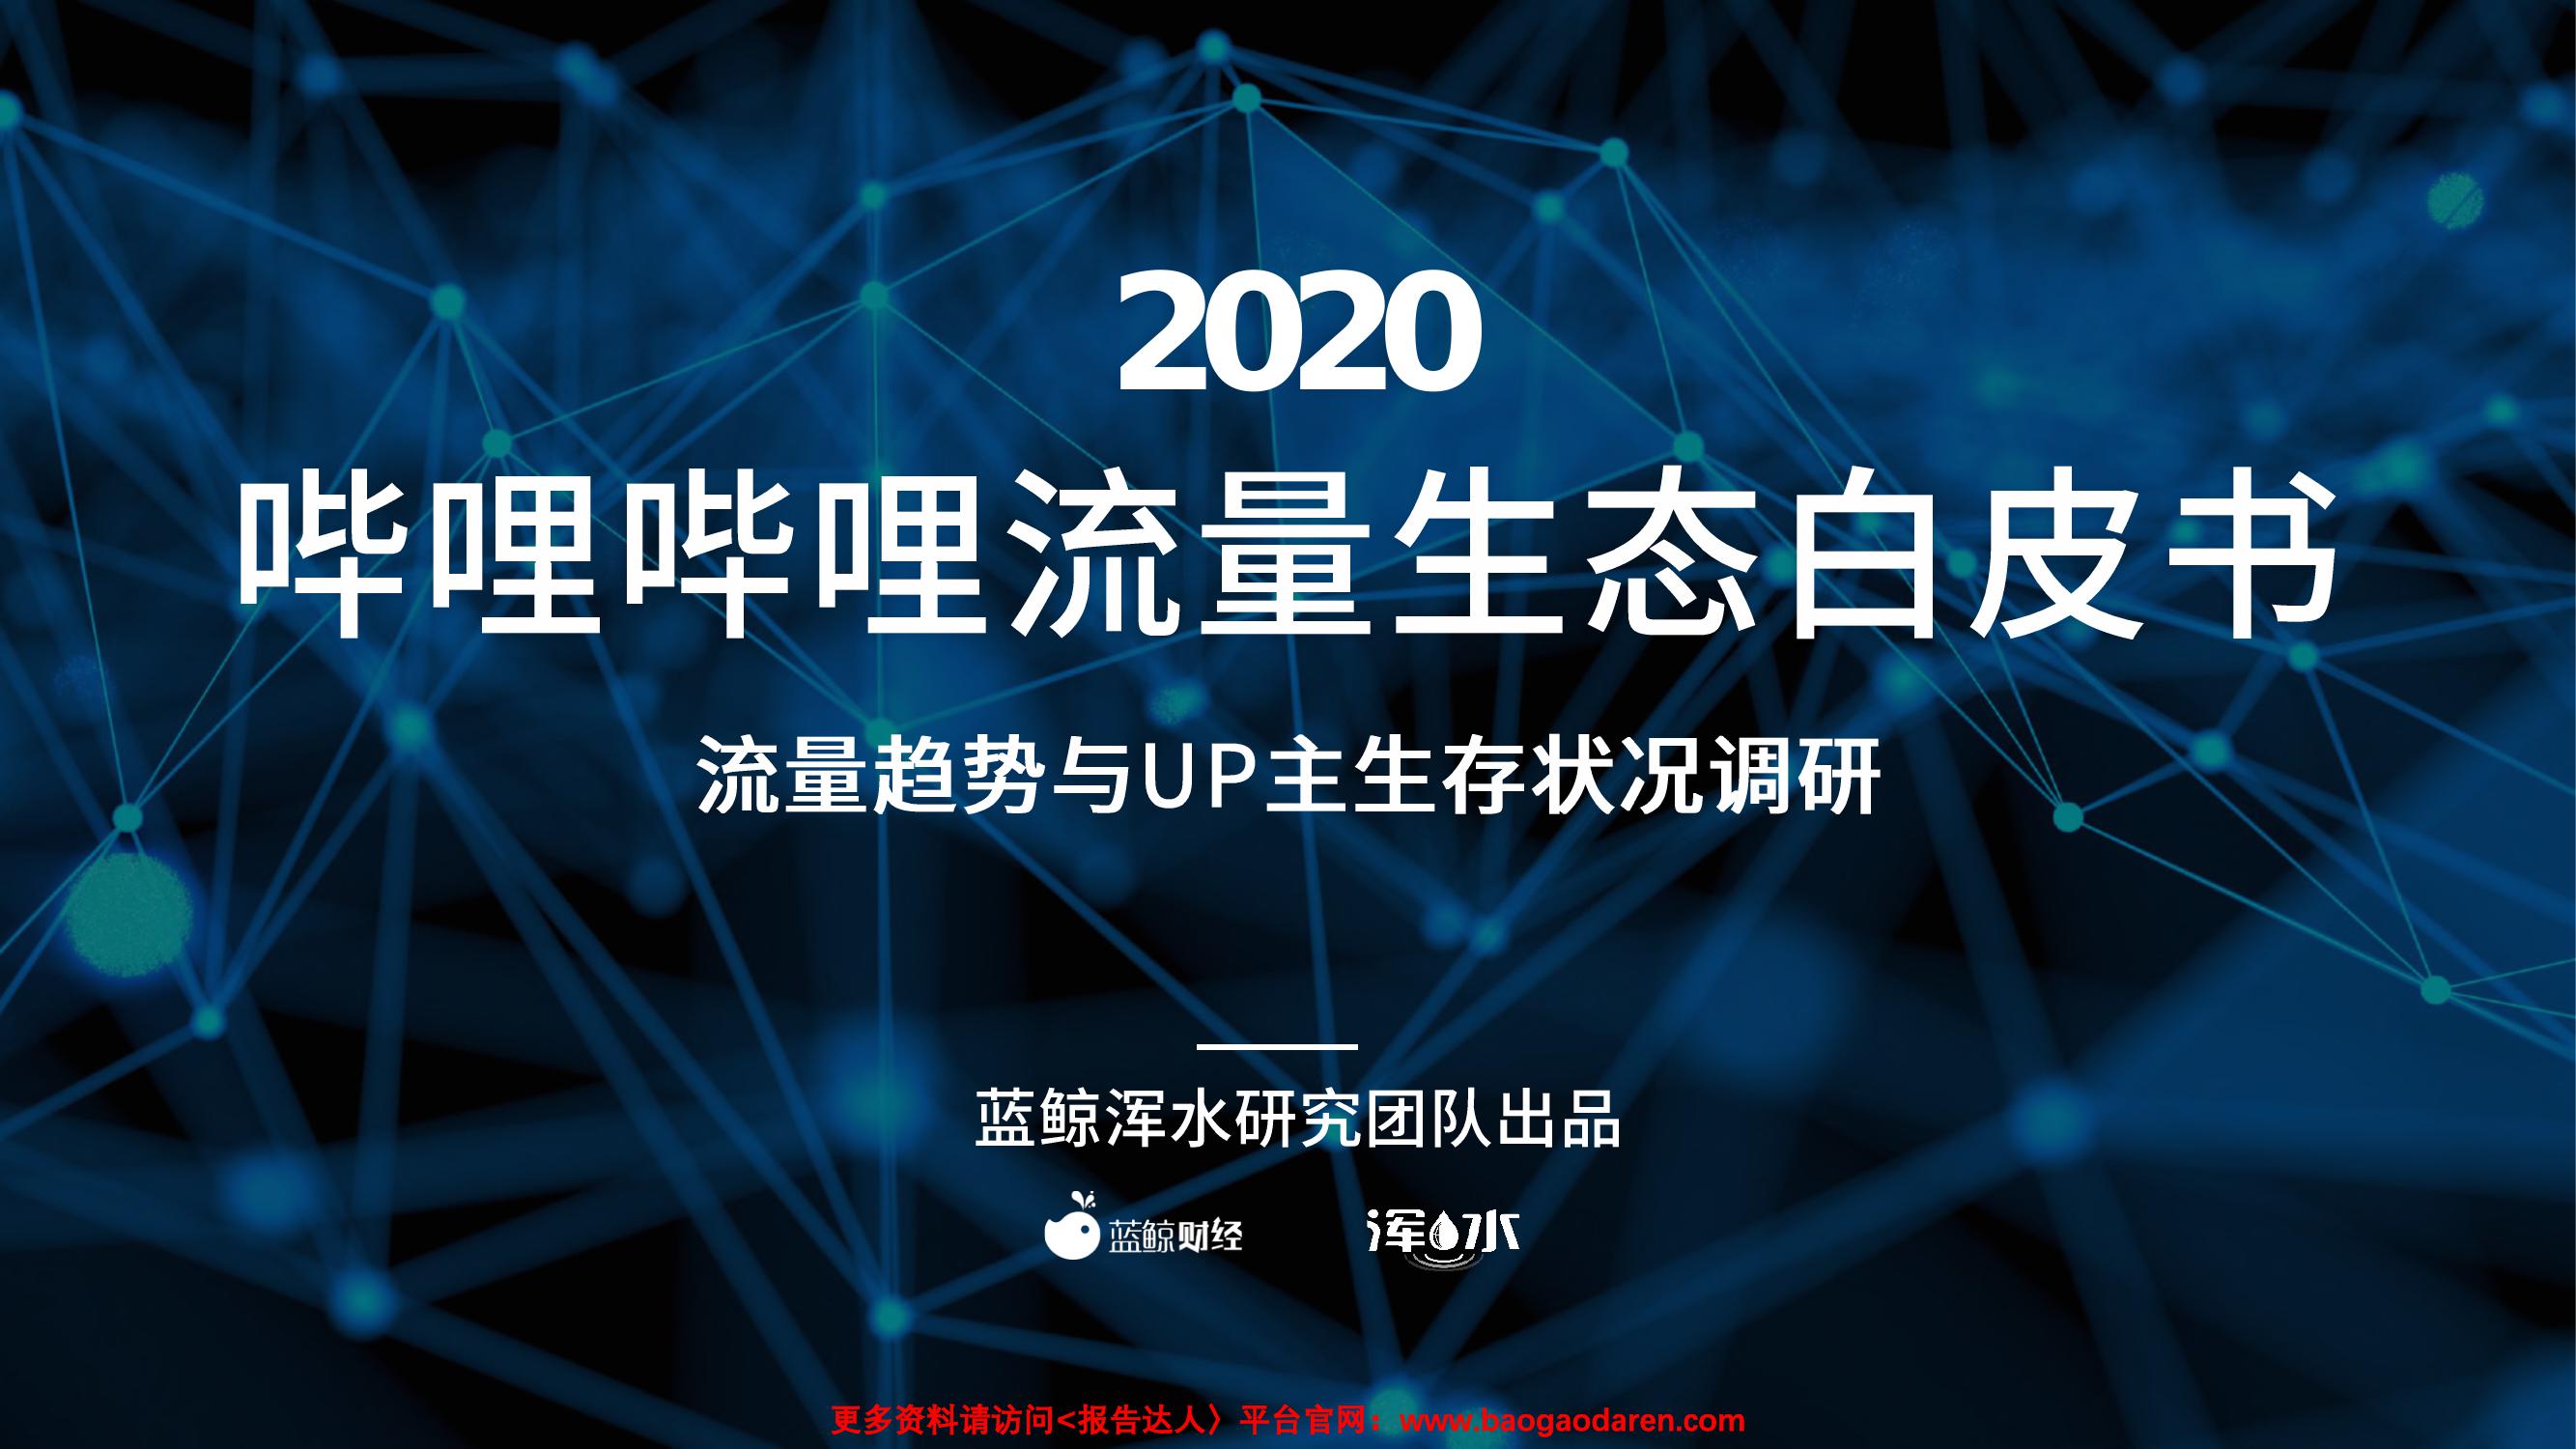 2020
哔哩哔哩流量生态白皮书
流量趋势与UP主生存状况调研
蓝鲸浑水研究团队出品
蓝鲸财经 浑水
更多资料请访问<报告达人〉平台官网：www.baogaodaren.com